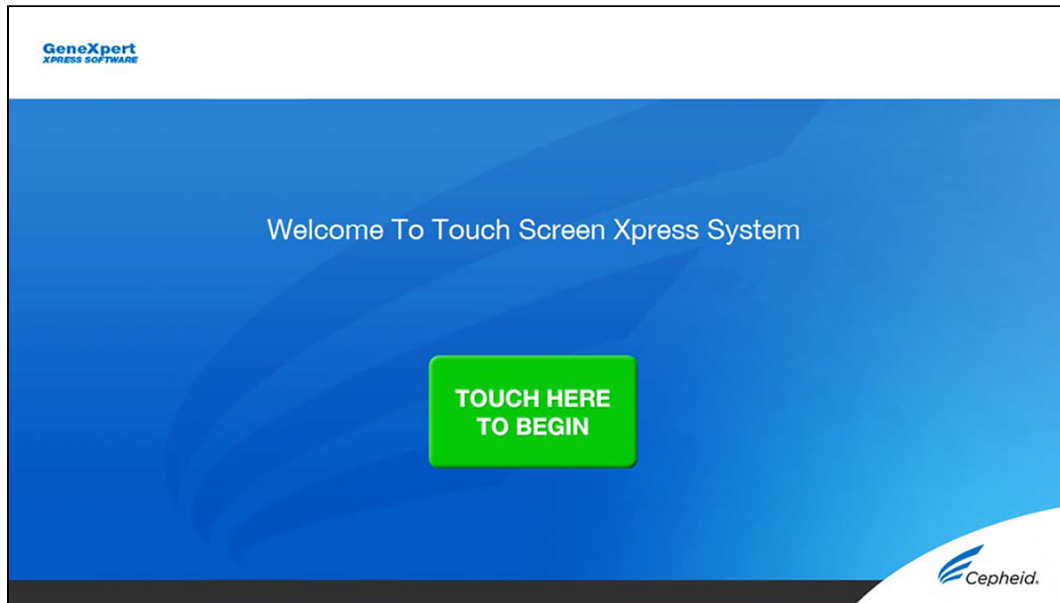 GeneXpert
XPRESS SOFTWARE
Welcome To Touch Screen Xpress System
TOUCH HERE
TO BEGIN
Cepheid.